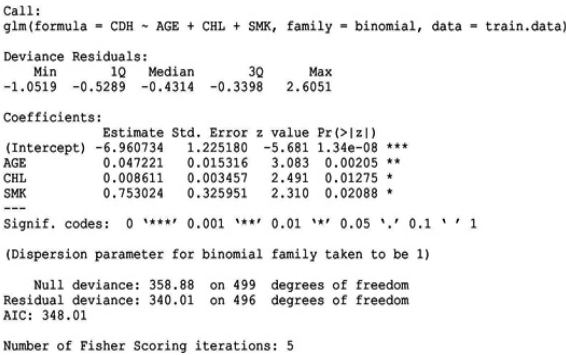 Call:
glm(formula = CDH ~ AGE + CHL + SMK, family = binomial, data = train.data)
Deviance Residuals:
Min 1Q Median 3Q Max
-1.0519 -0.5289 -0.4314 -0.3398 2.6051
Coefficients:
Estimate Std. Error z value Pr(>|z|)
(Intercept) -6.960734 1.225180 -5.681 1.34e-08 ***
AGE 0.047221 0.015316 3.083 0.00205 **
CHL 0.008611 0.003457 2.491 0.01275 *
SMK 0.753024 0.325951 2.310 0.02088 *
---
Signif. codes: 0 '***' 0.001 '**' 0.01 '*' 0.05 '.' 0.1 ' ' 1
(Dispersion parameter for binomial family taken to be 1)
Null deviance: 358.88 on 499 degrees of freedom
Residual deviance: 340.01 on 496 degrees of freedom
AIC: 348.01
Number of Fisher Scoring iterations: 5